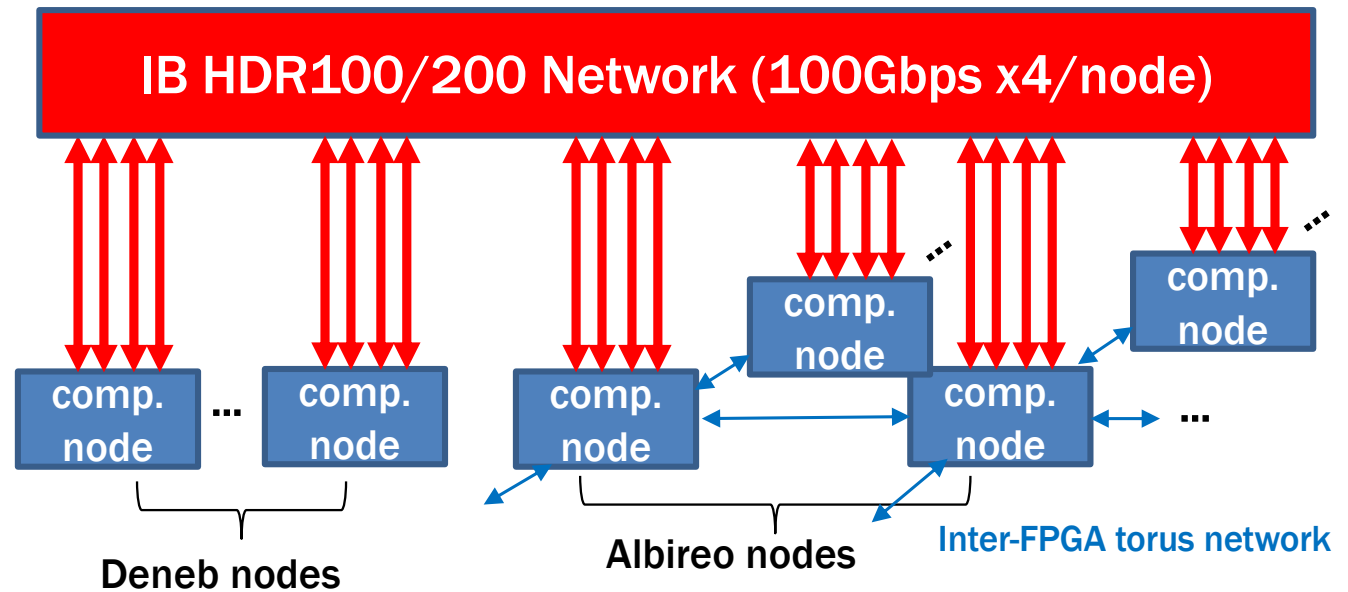 IB HDR100/200 Network (100Gbps x4/node)
comp.
node
...
comp.
node
comp.
node
comp.
node
...
comp.
node
comp.
node
...
...
Deneb nodes
Albireo nodes
Inter-FPGA torus network